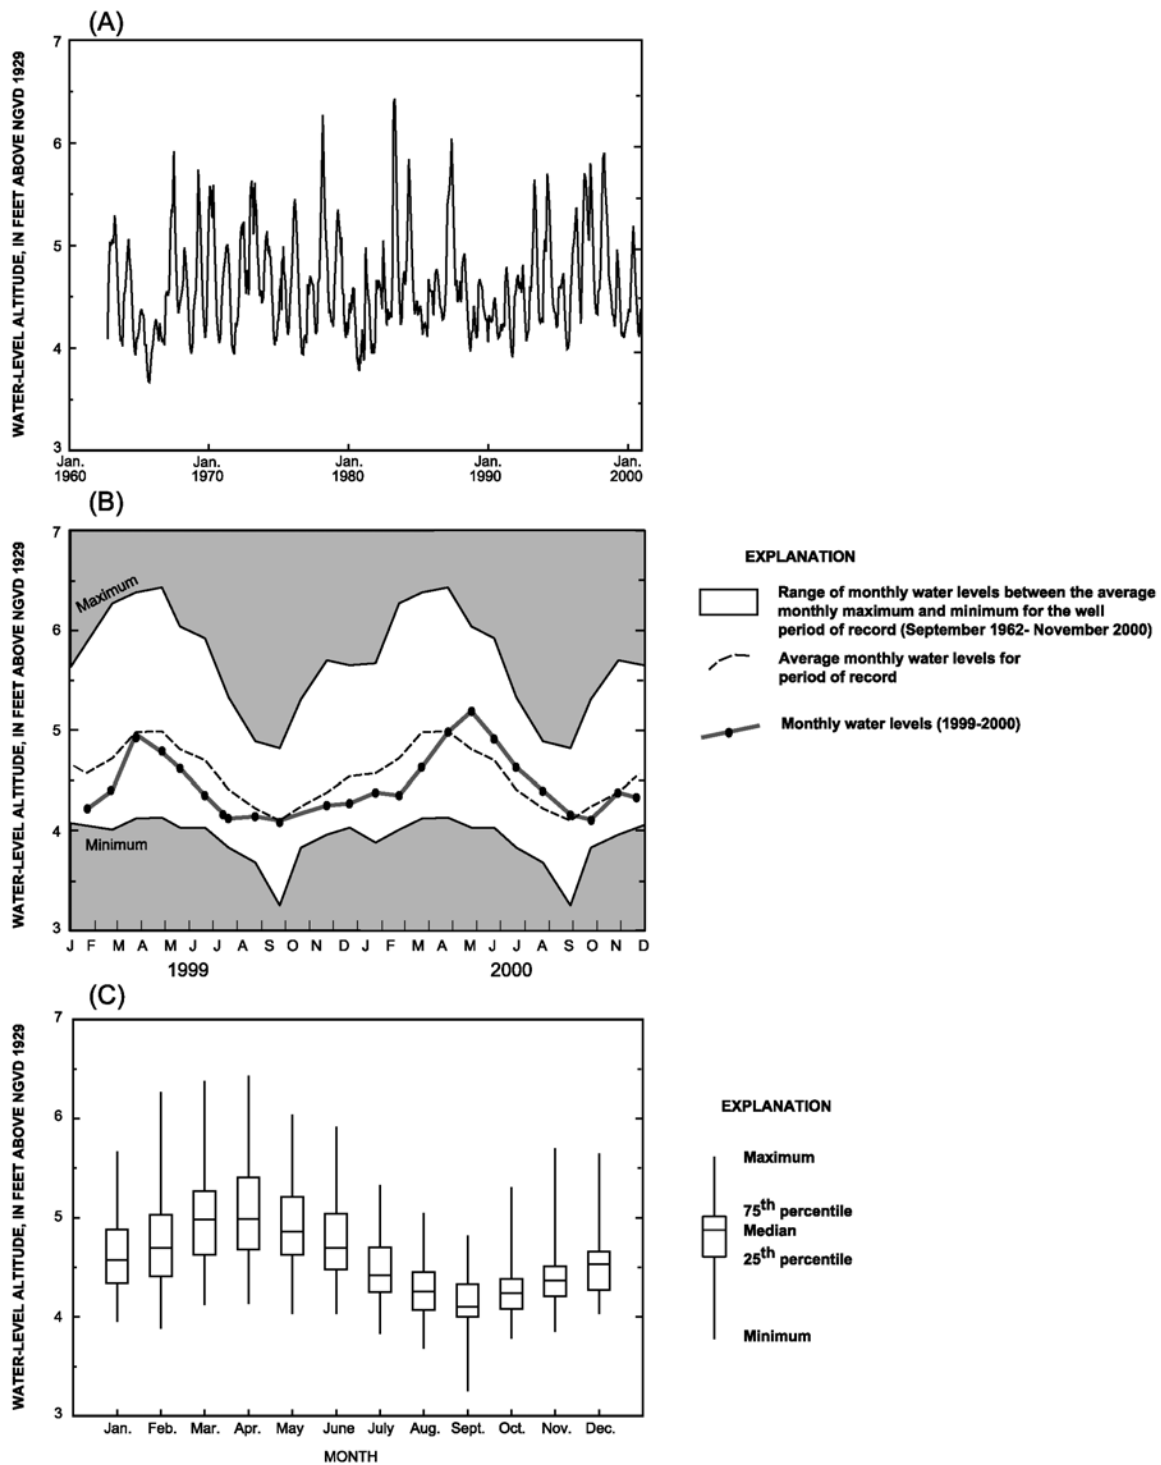 (A)
WATER-LEVEL ALTITUDE, IN FEET ABOVE NGVD 1929
7
6
5
4
3
Jan. Jan. Jan. Jan. Jan.
1960 1970 1980 1990 2000
(B)
WATER-LEVEL ALTITUDE, IN FEET ABOVE NGVD 1929
7
6
5
4
3
Maximum
Minimum
J F M A M J J A S O N D J F M A M J J A S O N D
1999 2000
EXPLANATION
Range of monthly water levels between the average
monthly maximum and minimum for the well
period of record (September 1962- November 2000)
Average monthly water levels for
period of record
Monthly water levels (1999-2000)
(C)
WATER-LEVEL ALTITUDE, IN FEET ABOVE NGVD 1929
7
6
5
4
3
Jan. Feb. Mar. Apr. May June July Aug. Sept. Oct. Nov. Dec.
MONTH
EXPLANATION
Maximum
75th percentile
Median
25th percentile
Minimum